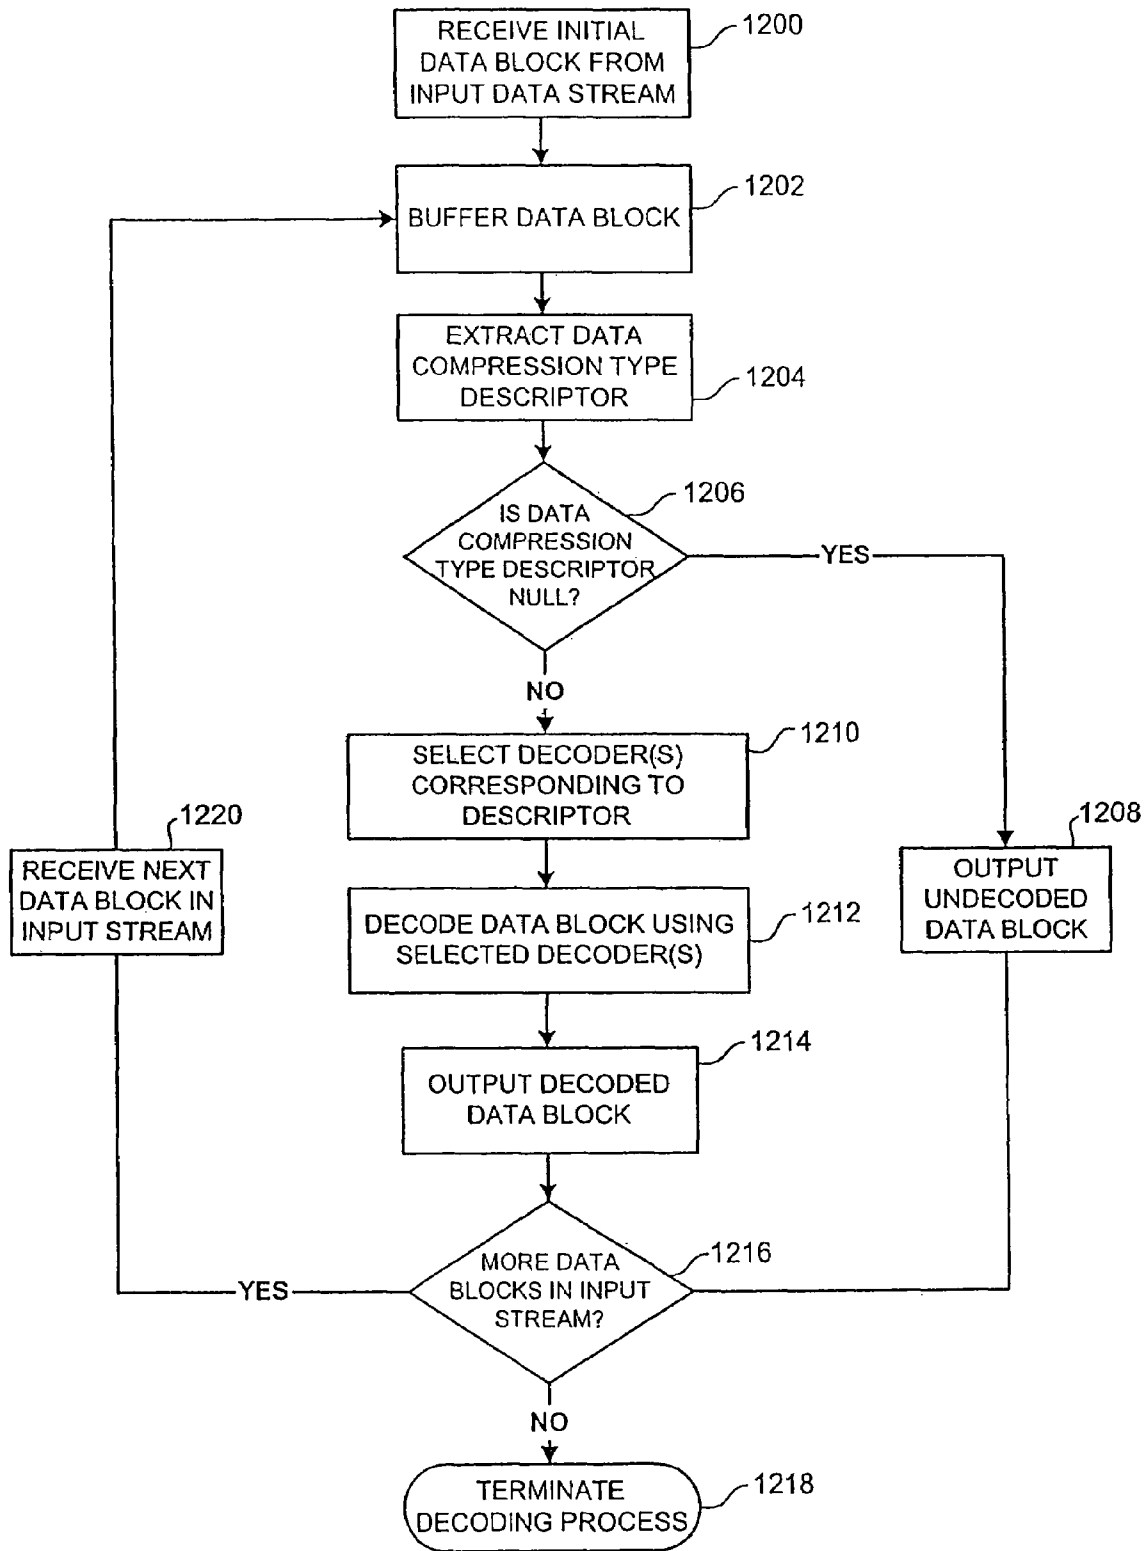 RECEIVE INITIAL
DATA BLOCK FROM
INPUT DATA STREAM
1200
BUFFER DATA BLOCK
1202
EXTRACT DATA
COMPRESSION TYPE
DESCRIPTOR
1204
IS DATA
COMPRESSION
TYPE DESCRIPTOR
NULL?
1206
YES
NO
SELECT DECODER(S)
CORRESPONDING TO
DESCRIPTOR
1210
1220
RECEIVE NEXT
DATA BLOCK IN
INPUT STREAM
1208
OUTPUT
UNDECODED
DATA BLOCK
DECODE DATA BLOCK USING
SELECTED DECODER(S)
1212
OUTPUT DECODED
DATA BLOCK
1214
MORE DATA
BLOCKS IN INPUT
STREAM?
1216
YES
NO
TERMINATE
DECODING PROCESS
1218